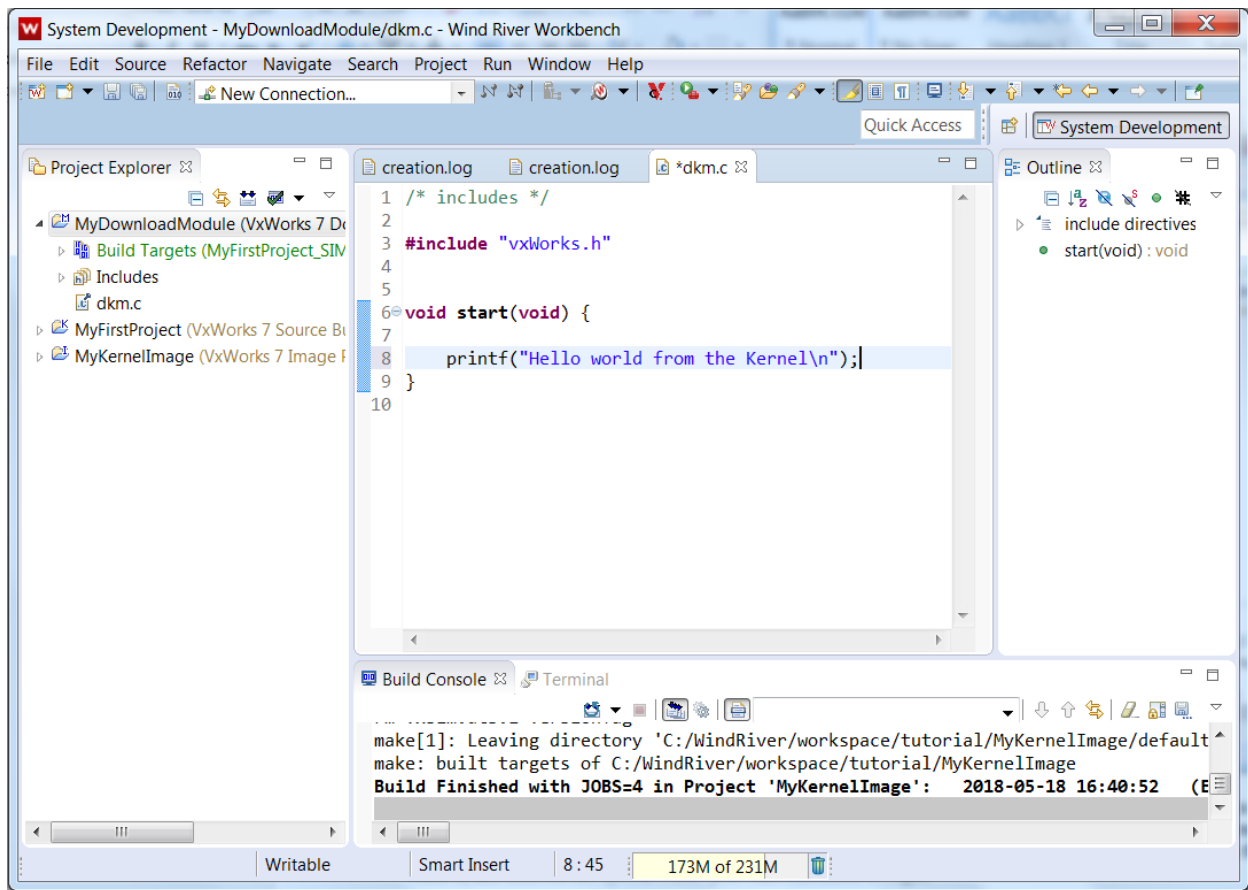 System Development - MyDownloadModule/dkm.c - Wind River Workbench
File Edit Source Refactor Navigate Search Project Run Window Help
New Connection...
Quick Access
System Development
Project Explorer
MyDownloadModule (VxWorks 7 Do
Build Targets (MyFirstProject_SIM
Includes
dkm.c
MyFirstProject (VxWorks 7 Source Bu
MyKernelImage (VxWorks 7 Image P
creation.log creation.log *dkm.c
1 /* includes */
2
3 #include "vxWorks.h"
4
5
6 void start(void) {
7
8 printf("Hello world from the Kernel\n");
9 }
10
Outline
include directives
start(void) : void
Build Console Terminal
make[1]: Leaving directory 'C:/WindRiver/workspace/tutorial/MyKernelImage/default
make: built targets of C:/WindRiver/workspace/tutorial/MyKernelImage
Build Finished with JOBS=4 in Project 'MyKernelImage': 2018-05-18 16:40:52 (E
Writable Smart Insert 8 : 45 173M of 231M